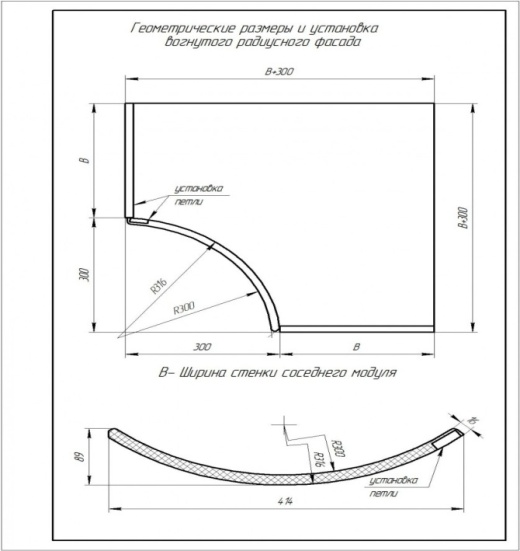 Геометрические размеры и установка
вогнутого радиусного фасада
В+300
В
установка
петли
В+300
300
R316
R300
300
В
В- Ширина стенки соседнего модуля
16
89
R300
R316
установка
петли
414